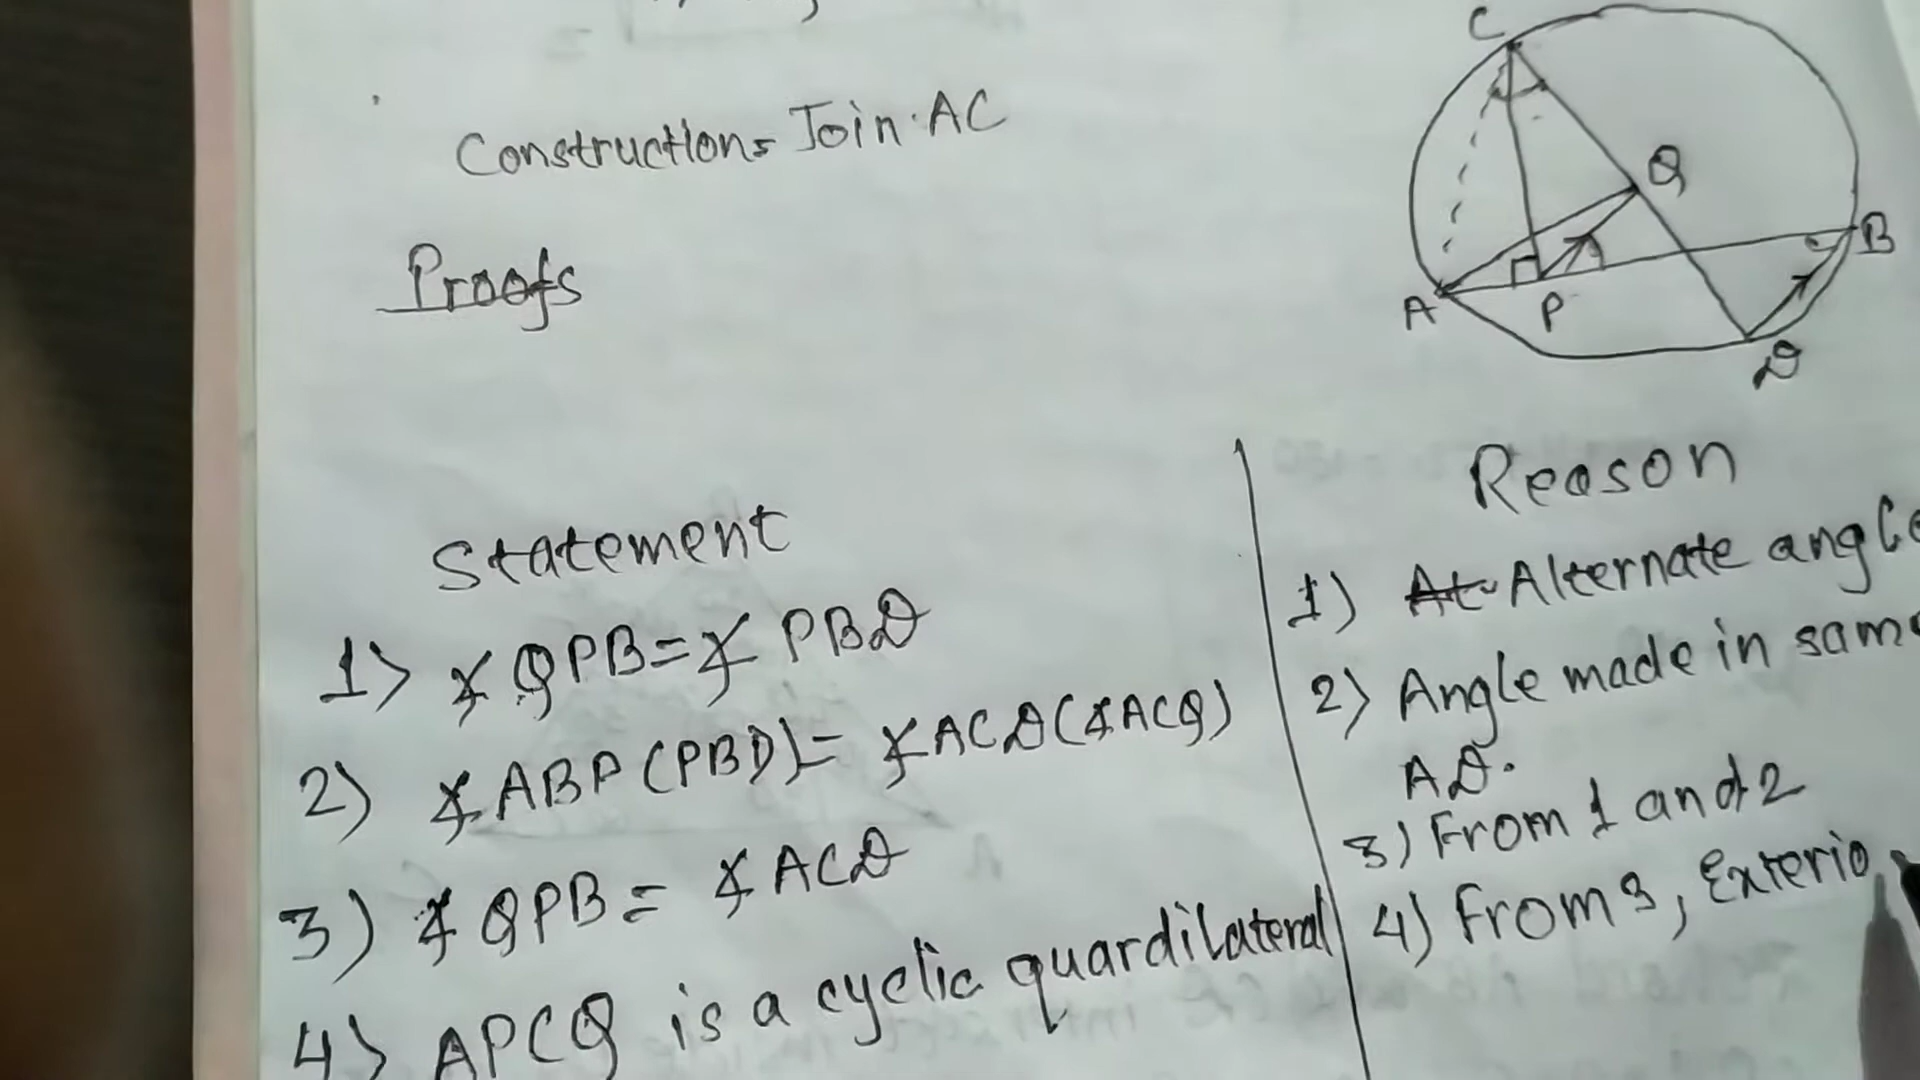 Construction:- Join AC
C
Q
B
A
P
D
Proof:
Statement
Reason
1) ∡QPB=∡PBD
1) Alternate angle
2) ∡ABP(PBD)= ∡ACD(∡ACQ)
2) Angle made in same
AD.
3) ∡QPB= ∡ACD
3) From 1 and 2
4) APCQ is a cyclic quardilateral
4) From 3, Exterio